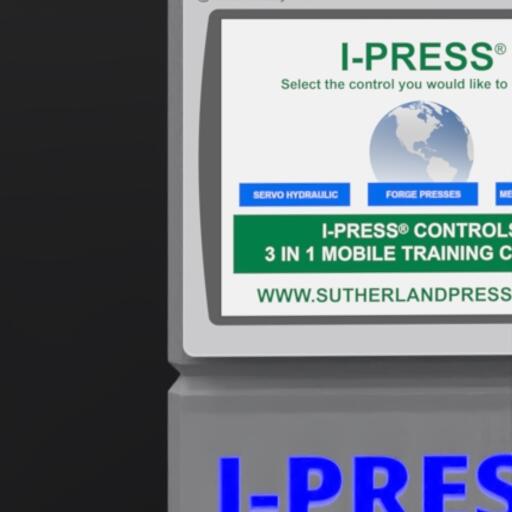 I-PRESS®
Select the control you would like to
SERVO HYDRAULIC
FORGE PRESSES
ME
I-PRESS® CONTROLS
3 IN 1 MOBILE TRAINING C
WWW.SUTHERLANDPRESS
I-PRES